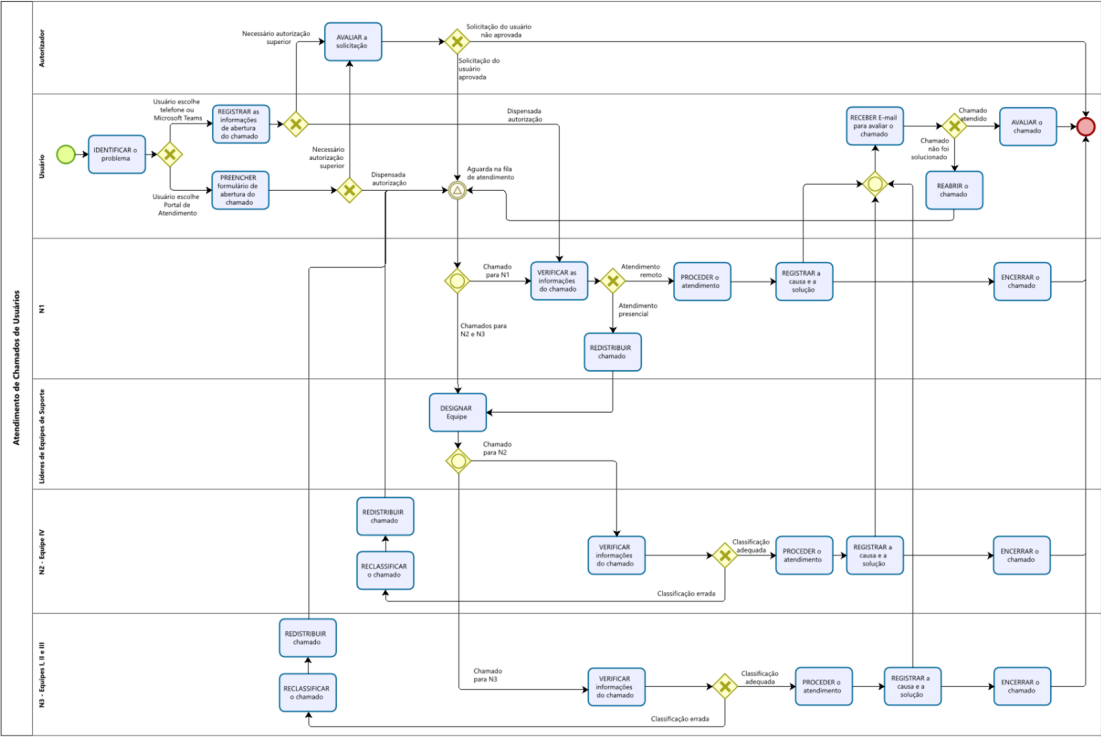 Atendimento de Chamados de Usuários
Autorizador
Necessário autorização
superior
AVALIAR a
solicitação
Solicitação do usuário
não aprovada
Solicitação do
usuário
aprovada
Usuário
IDENTIFICAR o
problema
Usuário escolhe
telefone ou
Microsoft Teams
REGISTRAR as
informações
de abertura
do chamado
Usuário escolhe
Portal de
Atendimento
PREENCHER
formulário de
abertura do
chamado
Necessário
autorização
superior
Dispensada
autorização
Dispensada
autorização
Aguarda na fila
de atendimento
RECEBER E-mail
para avaliar o
chamado
Chamado
atendido
AVALIAR o
chamado
Chamado
não foi
solucionado
REABRIR o
chamado
N1
Chamado
para N1
VERIFICAR as
informações
do chamado
Atendimento
remoto
PROCEDER o
atendimento
REGISTRAR a
causa e a
solução
ENCERRAR o
chamado
Atendimento
presencial
Chamados para
N2 e N3
REDISTRIBUIR
chamado
Líderes de Equipes de Suporte
DESIGNAR
Equipe
Chamado
para N2
N2 - Equipe IV
REDISTRIBUIR
chamado
RECLASSIFICAR
o chamado
VERIFICAR
informações
do chamado
Classificação
adequada
PROCEDER o
atendimento
REGISTRAR a
causa e a
solução
ENCERRAR o
chamado
Classificação errada
N3 - Equipes I, II e III
REDISTRIBUIR
chamado
RECLASSIFICAR
o chamado
Chamado
para N3
VERIFICAR
informações
do chamado
Classificação
adequada
PROCEDER o
atendimento
REGISTRAR a
causa e a
solução
ENCERRAR o
chamado
Classificação errada